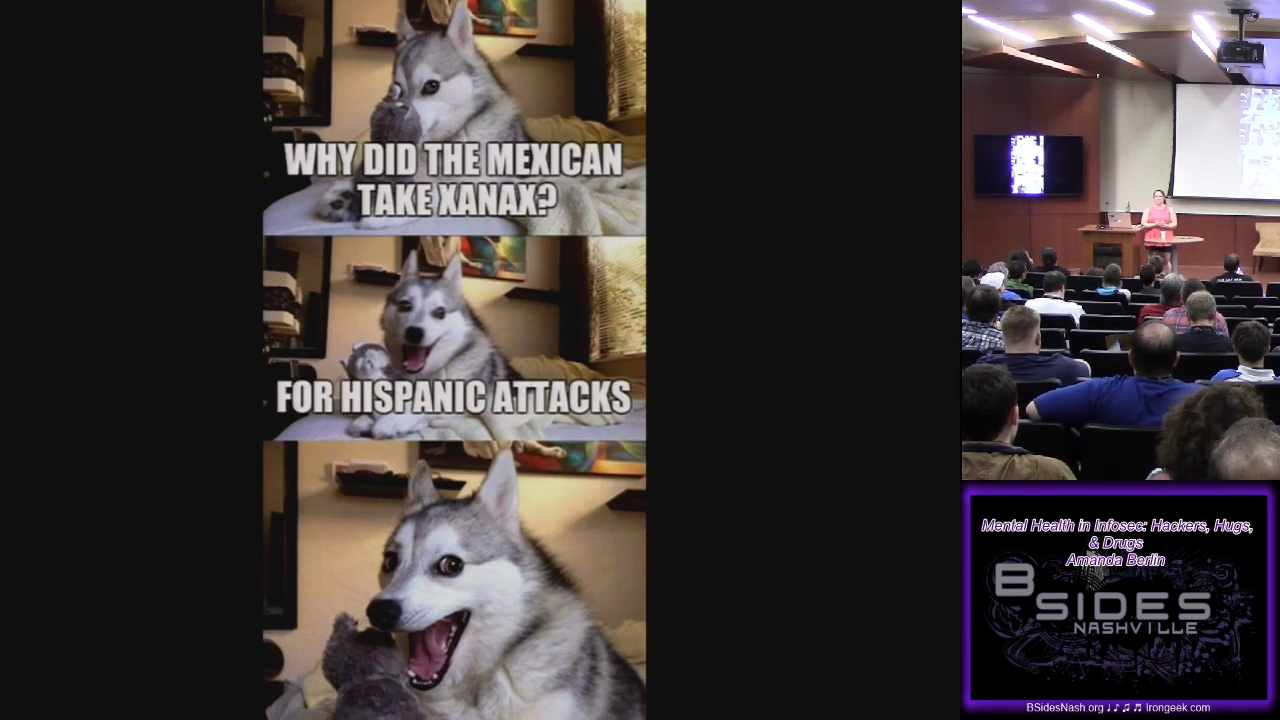 WHY DID THE MEXICAN
TAKE XANAX?
FOR HISPANIC ATTACKS
Mental Health in Infosec: Hackers, Hugs,
& Drugs
Amanda Berlin
BSIDES
NASHVILLE
BSidesNash.org ♩♪♫♬ Irongeek.com